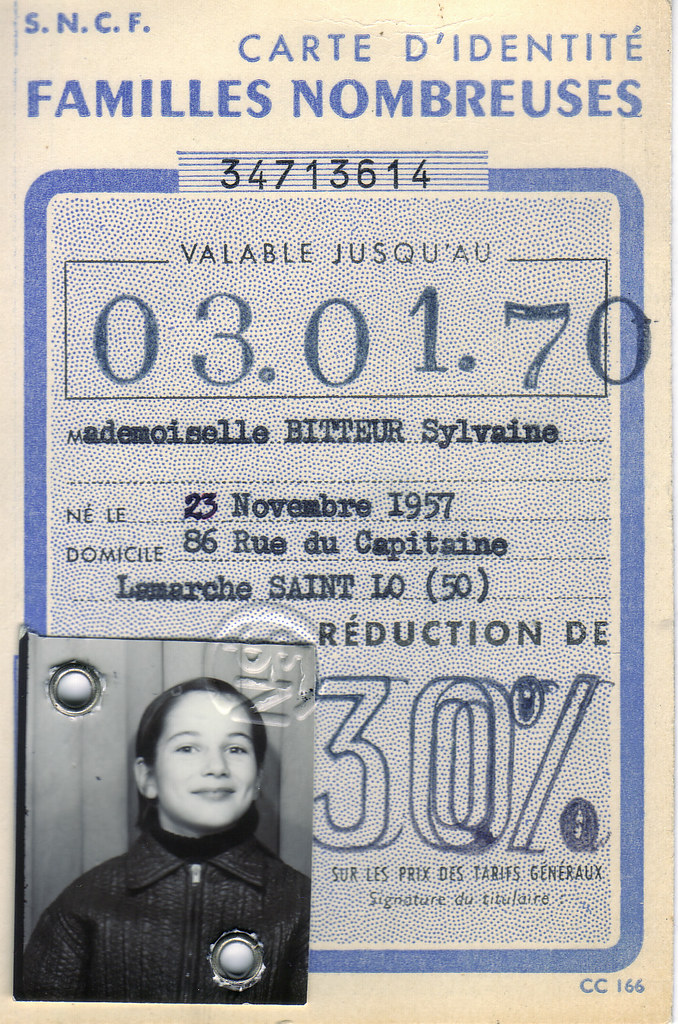 S.N.C.F.
CARTE D'IDENTITÉ
FAMILLES NOMBREUSES
34713614
VALABLE JUSQU'AU
03.01.70
Mademoiselle BITTEUR Sylvaine
NÉ LE 23 Novembre 1957
DOMICILE 86 Rue du Capitaine
Lamarche SAINT LO (50)
RÉDUCTION DE
30%
SUR LES PRIX DES TARIFS GÉNÉRAUX
Signature du titulaire :
CC 166